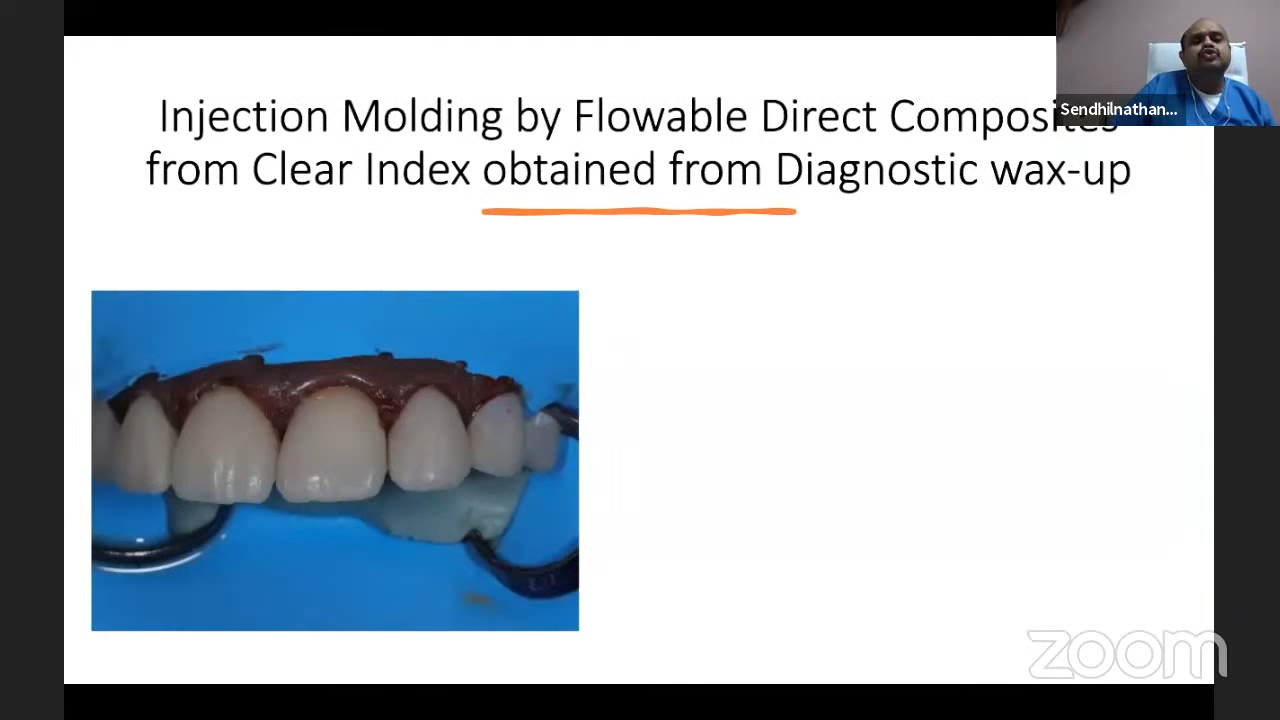 Injection Molding by Flowable Direct Composites
from Clear Index obtained from Diagnostic wax-up
Sendhilnathan...
zoom